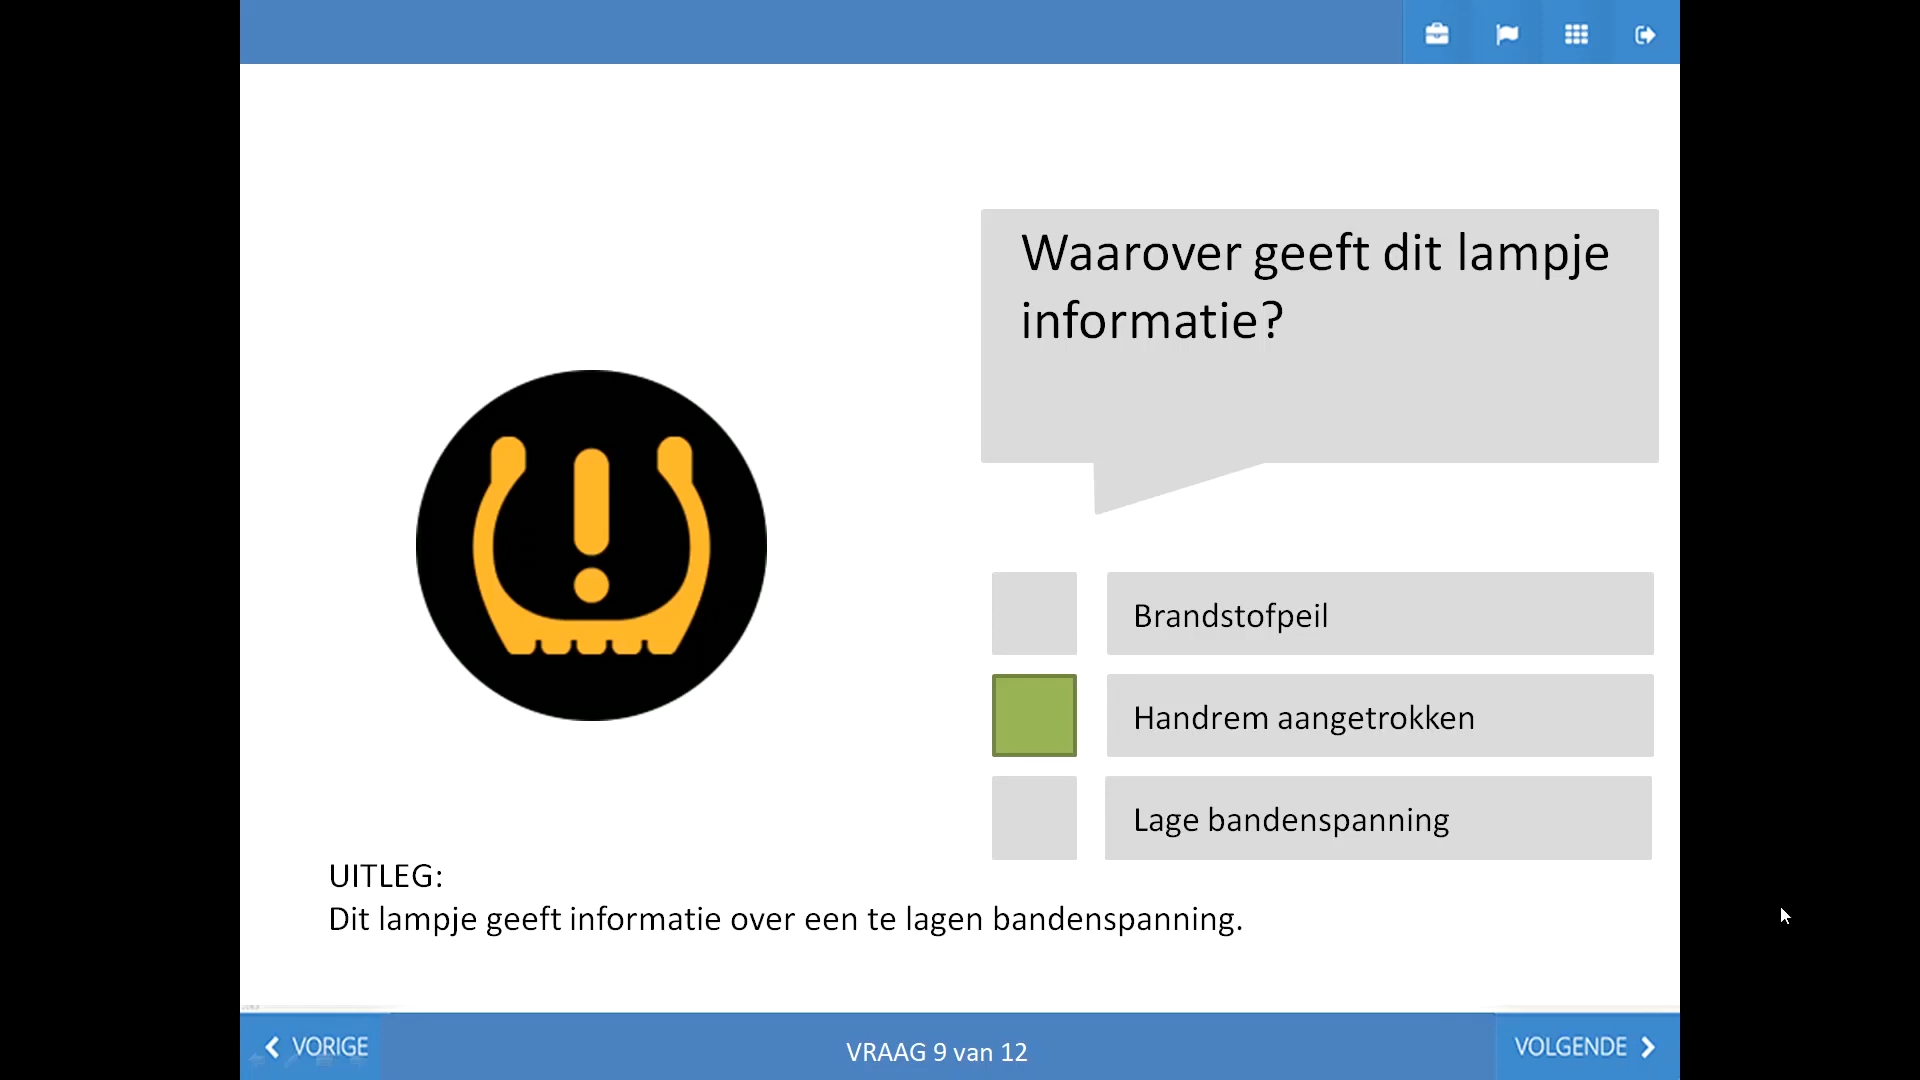 Waarover geeft dit lampje
informatie?
Brandstofpeil
Handrem aangetrokken
Lage bandenspanning
UITLEG:
Dit lampje geeft informatie over een te lagen bandenspanning.
VORIGE
VRAAG 9 van 12
VOLGENDE